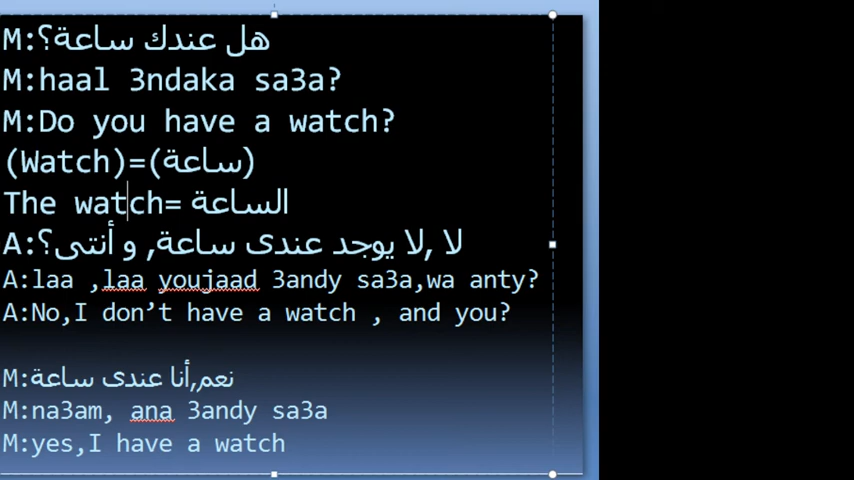 M:هل عندك ساعة؟
M:haal 3ndaka sa3a?
M:Do you have a watch?
(Watch)=(ساعة)
The watch= الساعة
A:لا ,لا يوجد عندى ساعة, و أنتى؟
A:laa ,laa youjaad 3andy sa3a,wa anty?
A:No,I don’t have a watch , and you?
M:نعم,أنا عندى ساعة
M:na3am, ana 3andy sa3a
M:yes,I have a watch